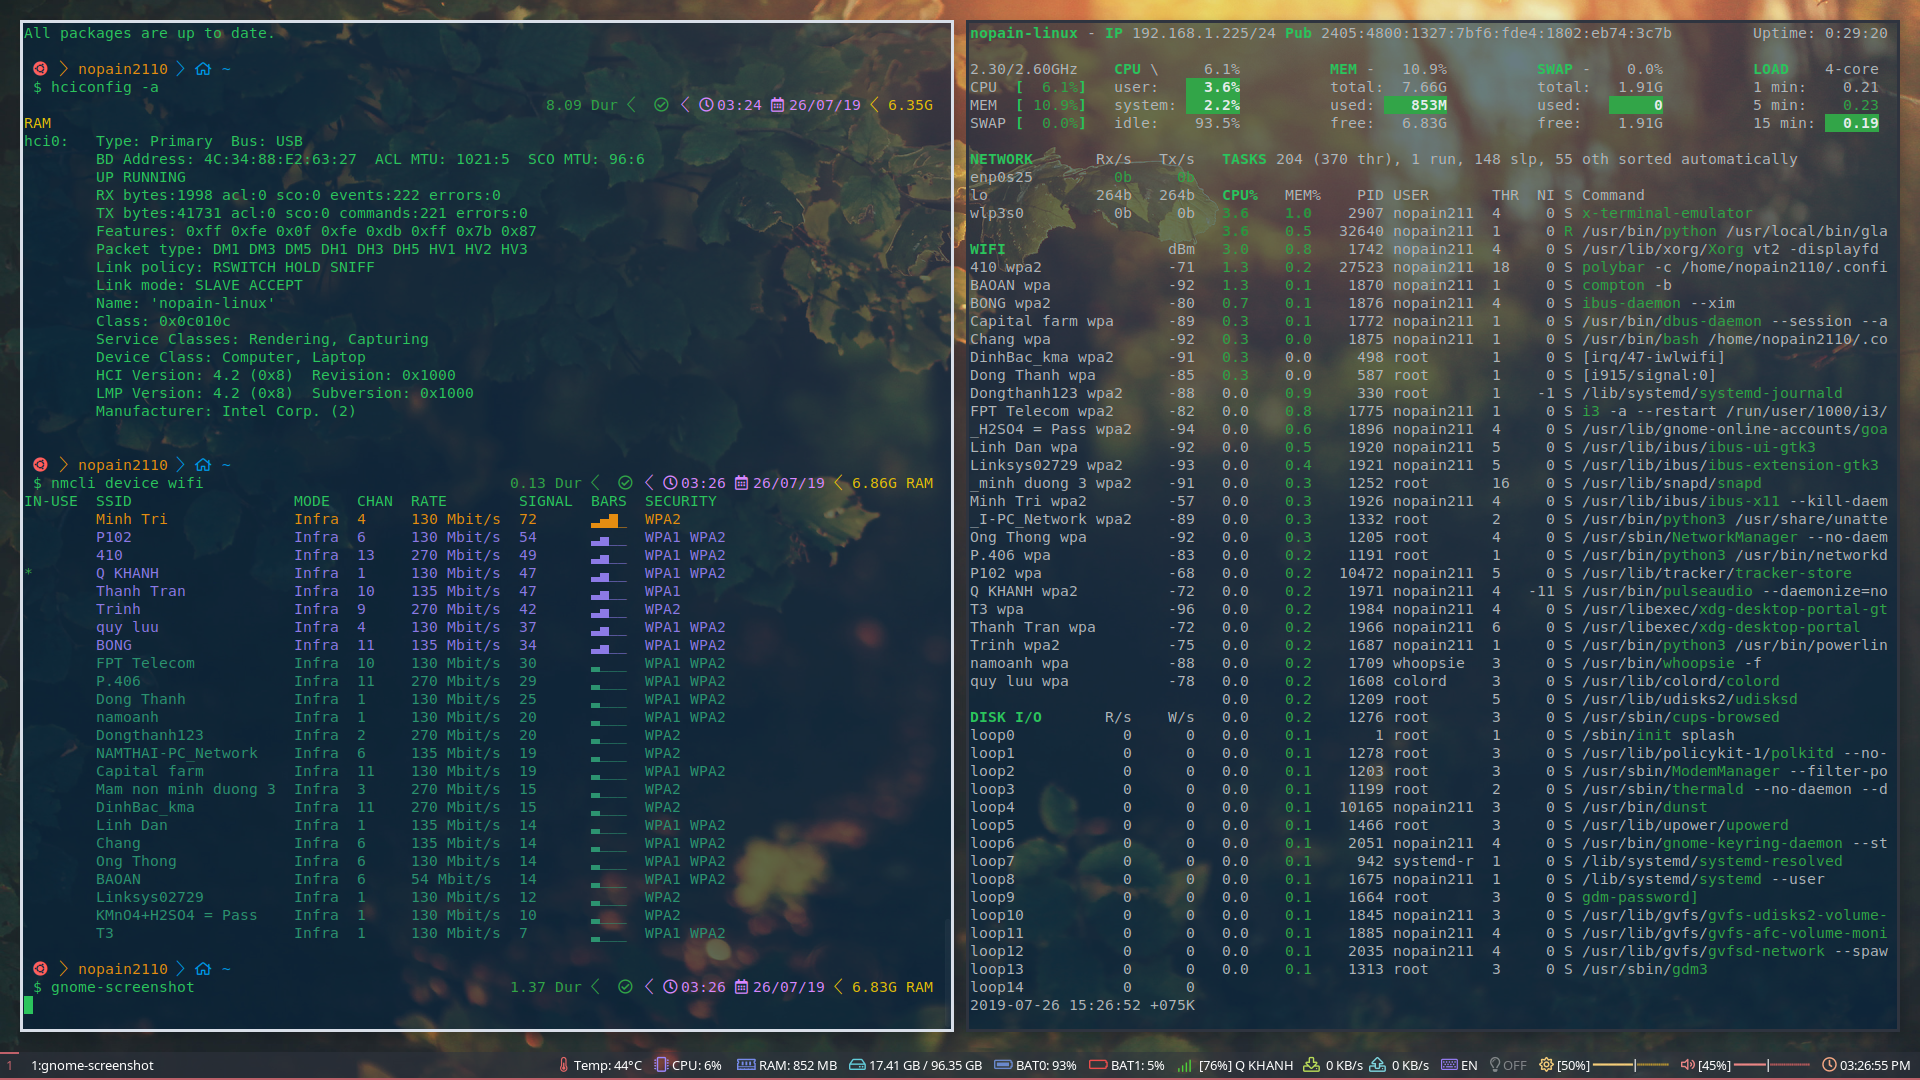 All packages are up to date.
nopain2110 ~
$ hciconfig -a
8.09 Dur 03:24 26/07/19 6.35G
RAM
hci0: Type: Primary Bus: USB
BD Address: 4C:34:88:E2:63:27 ACL MTU: 1021:5 SCO MTU: 96:6
UP RUNNING
RX bytes:1998 acl:0 sco:0 events:222 errors:0
TX bytes:41731 acl:0 sco:0 commands:221 errors:0
Features: 0xff 0xfe 0x0f 0xfe 0xdb 0xff 0x7b 0x87
Packet type: DM1 DM3 DM5 DH1 DH3 DH5 HV1 HV2 HV3
Link policy: RSWITCH HOLD SNIFF
Link mode: SLAVE ACCEPT
Name: 'nopain-linux'
Class: 0x0c010c
Service Classes: Rendering, Capturing
Device Class: Computer, Laptop
HCI Version: 4.2 (0x8) Revision: 0x1000
LMP Version: 4.2 (0x8) Subversion: 0x1000
Manufacturer: Intel Corp. (2)
nopain2110 ~
$ nmcli device wifi 0.13 Dur 03:26 26/07/19 6.86G RAM
IN-USE SSID MODE CHAN RATE SIGNAL BARS SECURITY
Minh Tri Infra 4 130 Mbit/s 72 WPA2
P102 Infra 6 130 Mbit/s 54 WPA1 WPA2
410 Infra 13 270 Mbit/s 49 WPA1 WPA2
* Q KHANH Infra 1 130 Mbit/s 47 WPA1 WPA2
Thanh Tran Infra 10 135 Mbit/s 47 WPA1
Trinh Infra 9 270 Mbit/s 42 WPA2
quy luu Infra 4 130 Mbit/s 37 WPA1 WPA2
BONG Infra 11 135 Mbit/s 34 WPA1 WPA2
FPT Telecom Infra 10 130 Mbit/s 30 WPA1 WPA2
P.406 Infra 11 270 Mbit/s 29 WPA1 WPA2
Dong Thanh Infra 1 130 Mbit/s 25 WPA1 WPA2
namoanh Infra 1 130 Mbit/s 20 WPA1 WPA2
Dongthanh123 Infra 2 270 Mbit/s 20 WPA2
NAMTHAI-PC_Network Infra 6 135 Mbit/s 19 WPA2
Capital farm Infra 11 130 Mbit/s 19 WPA1 WPA2
Mam non minh duong 3 Infra 3 270 Mbit/s 15 WPA2
DinhBac_kma Infra 11 270 Mbit/s 15 WPA2
Linh Dan Infra 1 135 Mbit/s 14 WPA1 WPA2
Chang Infra 6 135 Mbit/s 14 WPA1 WPA2
Ong Thong Infra 6 130 Mbit/s 14 WPA1 WPA2
BAOAN Infra 6 54 Mbit/s 14 WPA1 WPA2
Linksys02729 Infra 1 130 Mbit/s 12 WPA2
KMnO4+H2SO4 = Pass Infra 1 130 Mbit/s 10 WPA2
T3 Infra 1 130 Mbit/s 7 WPA1 WPA2
nopain2110 ~
$ gnome-screenshot 1.37 Dur 03:26 26/07/19 6.83G RAM
nopain-linux - IP 192.168.1.225/24 Pub 2405:4800:1327:7bf6:fde4:1802:eb74:3c7b Uptime: 0:29:20
2.30/2.60GHz CPU \ 6.1% MEM - 10.9% SWAP - 0.0% LOAD 4-core
CPU [ 6.1%] user: 3.6% total: 7.66G total: 1.91G 1 min: 0.21
MEM [ 10.9%] system: 2.2% used: 853M used: 0 5 min: 0.23
SWAP [ 0.0%] idle: 93.5% free: 6.83G free: 1.91G 15 min: 0.19
NETWORK Rx/s Tx/s TASKS 204 (370 thr), 1 run, 148 slp, 55 oth sorted automatically
enp0s25 0b 0b
lo 264b 264b CPU% MEM% PID USER THR NI S Command
wlp3s0 0b 0b 3.6 1.0 2907 nopain211 4 0 S x-terminal-emulator
3.6 0.5 32640 nopain211 1 0 R /usr/bin/python /usr/local/bin/gla
WIFI dBm 3.0 0.8 1742 nopain211 4 0 S /usr/lib/xorg/Xorg vt2 -displayfd
410 wpa2 -71 1.3 0.2 27523 nopain211 18 0 S polybar -c /home/nopain2110/.confi
BAOAN wpa -92 1.3 0.1 1870 nopain211 1 0 S compton -b
BONG wpa2 -80 0.7 0.1 1876 nopain211 4 0 S ibus-daemon --xim
Capital farm wpa -89 0.3 0.1 1772 nopain211 1 0 S /usr/bin/dbus-daemon --session --a
Chang wpa -92 0.3 0.0 1875 nopain211 1 0 S /usr/bin/bash /home/nopain2110/.co
DinhBac_kma wpa2 -91 0.3 0.0 498 root 1 0 S [irq/47-iwlwifi]
Dong Thanh wpa -85 0.3 0.0 587 root 1 0 S [i915/signal:0]
Dongthanh123 wpa2 -88 0.0 0.9 330 root 1 -1 S /lib/systemd/systemd-journald
FPT Telecom wpa2 -82 0.0 0.8 1775 nopain211 1 0 S i3 -a --restart /run/user/1000/i3/
_H2SO4 = Pass wpa2 -94 0.0 0.6 1896 nopain211 4 0 S /usr/lib/gnome-online-accounts/goa
Linh Dan wpa -92 0.0 0.5 1920 nopain211 5 0 S /usr/lib/ibus/ibus-ui-gtk3
Linksys02729 wpa2 -93 0.0 0.4 1921 nopain211 5 0 S /usr/lib/ibus/ibus-extension-gtk3
_minh duong 3 wpa2 -91 0.0 0.3 1252 root 16 0 S /usr/lib/snapd/snapd
Minh Tri wpa2 -57 0.0 0.3 1926 nopain211 4 0 S /usr/lib/ibus/ibus-x11 --kill-daem
_I-PC_Network wpa2 -89 0.0 0.3 1332 root 2 0 S /usr/bin/python3 /usr/share/unatte
Ong Thong wpa -92 0.0 0.3 1205 root 4 0 S /usr/sbin/NetworkManager --no-daem
P.406 wpa -83 0.0 0.2 1191 root 1 0 S /usr/bin/python3 /usr/bin/networkd
P102 wpa -68 0.0 0.2 10472 nopain211 5 0 S /usr/lib/tracker/tracker-store
Q KHANH wpa2 -72 0.0 0.2 1971 nopain211 4 -11 S /usr/bin/pulseaudio --daemonize=no
T3 wpa -96 0.0 0.2 1984 nopain211 4 0 S /usr/libexec/xdg-desktop-portal-gt
Thanh Tran wpa -72 0.0 0.2 1966 nopain211 6 0 S /usr/libexec/xdg-desktop-portal
Trinh wpa2 -75 0.0 0.2 1687 nopain211 1 0 S /usr/bin/python3 /usr/bin/powerlin
namoanh wpa -88 0.0 0.2 1709 whoopsie 3 0 S /usr/bin/whoopsie -f
quy luu wpa -78 0.0 0.2 1608 colord 3 0 S /usr/lib/colord/colord
0.0 0.2 1209 root 5 0 S /usr/lib/udisks2/udisksd
DISK I/O R/s W/s 0.0 0.2 1276 root 3 0 S /usr/sbin/cups-browsed
loop0 0 0 0.0 0.1 1 root 1 0 S /sbin/init splash
loop1 0 0 0.0 0.1 1278 root 3 0 S /usr/lib/policykit-1/polkitd --no-
loop2 0 0 0.0 0.1 1203 root 3 0 S /usr/sbin/ModemManager --filter-po
loop3 0 0 0.0 0.1 1199 root 2 0 S /usr/sbin/thermald --no-daemon --d
loop4 0 0 0.0 0.1 10165 nopain211 3 0 S /usr/bin/dunst
loop5 0 0 0.0 0.1 1466 root 3 0 S /usr/lib/upower/upowerd
loop6 0 0 0.0 0.1 2051 nopain211 4 0 S /usr/bin/gnome-keyring-daemon --st
loop7 0 0 0.0 0.1 942 systemd-r 1 0 S /lib/systemd/systemd-resolved
loop8 0 0 0.0 0.1 1675 nopain211 1 0 S /lib/systemd/systemd --user
loop9 0 0 0.0 0.1 1664 root 3 0 S gdm-password]
loop10 0 0 0.0 0.1 1845 nopain211 3 0 S /usr/lib/gvfs/gvfs-udisks2-volume-
loop11 0 0 0.0 0.1 1885 nopain211 4 0 S /usr/lib/gvfs/gvfs-afc-volume-moni
loop12 0 0 0.0 0.1 2035 nopain211 4 0 S /usr/lib/gvfs/gvfsd-network --spaw
loop13 0 0 0.0 0.1 1313 root 3 0 S /usr/sbin/gdm3
loop14 0 0
2019-07-26 15:26:52 +075K
1 1:gnome-screenshot Temp: 44°C CPU: 6% RAM: 852 MB 17.41 GB / 96.35 GB BAT0: 93% BAT1: 5% [76%] Q KHANH 0 KB/s 0 KB/s EN OFF [50%] [45%] 03:26:55 PM